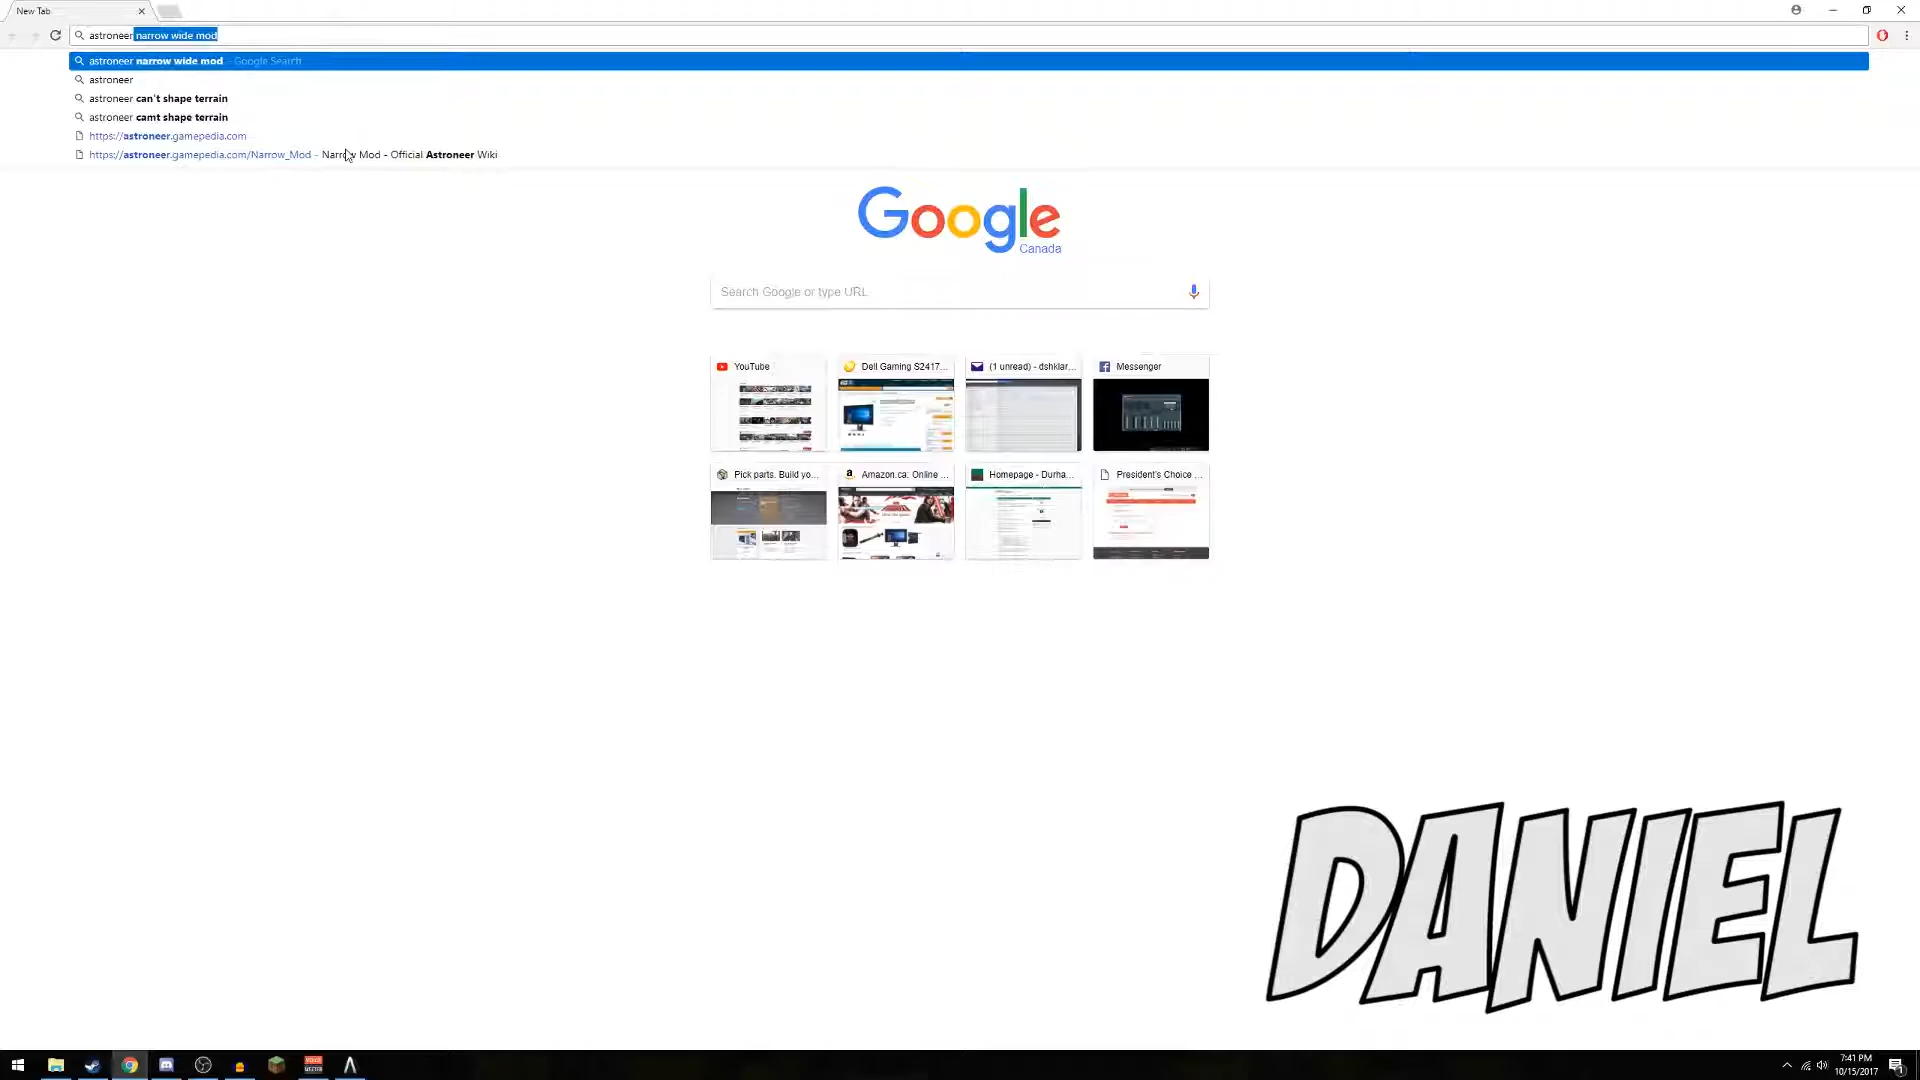 New Tab
astroneer narrow wide mod
astroneer narrow wide mod - Google Search
astroneer
astroneer can't shape terrain
astroneer camt shape terrain
https://astroneer.gamepedia.com
https://astroneer.gamepedia.com/Narrow_Mod - Narrow Mod - Official Astroneer Wiki
Google
Canada
Search Google or type URL
YouTube
Dell Gaming S2417...
(1 unread) - dshklar...
Messenger
Pick parts. Build yo...
Amazon.ca: Online ...
Homepage - Durha...
President's Choice ...
DANIEL
7:41 PM
10/15/2017